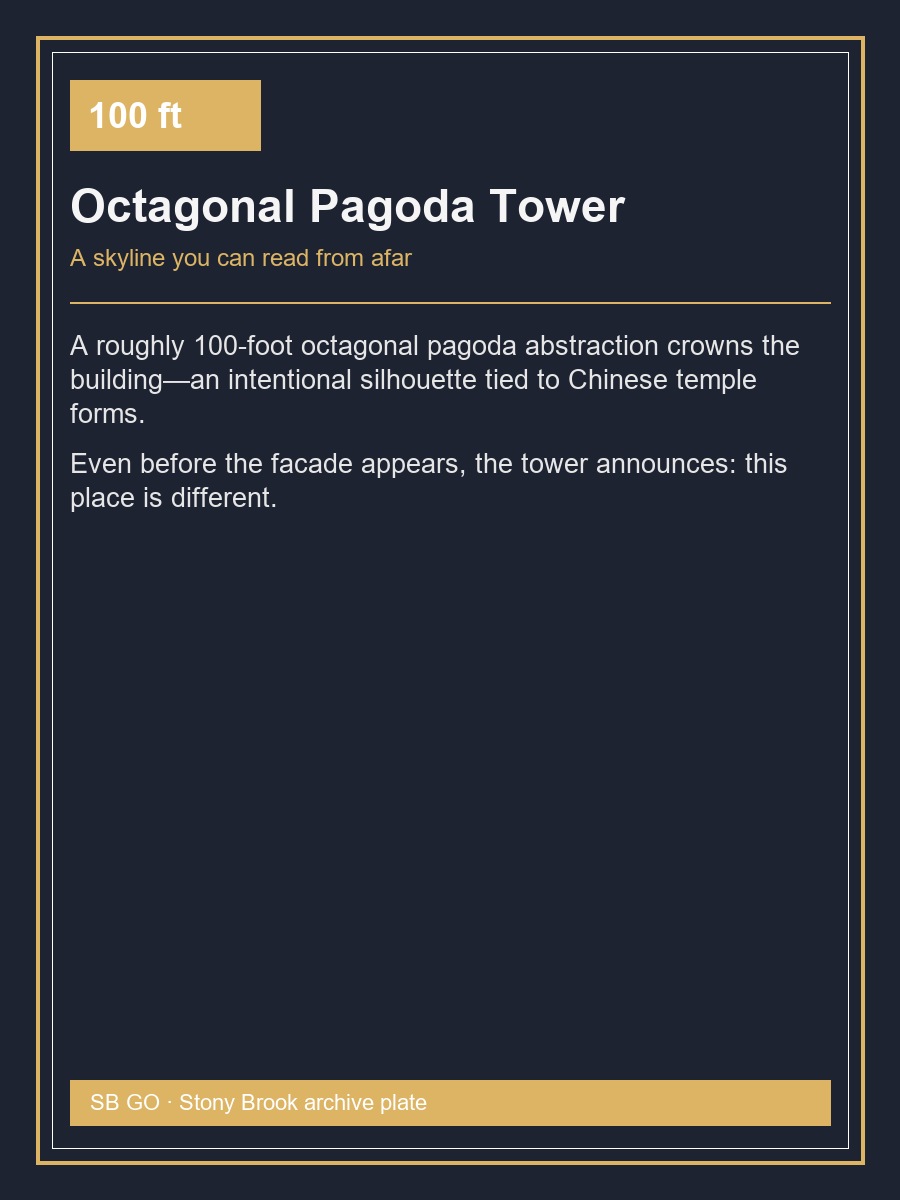 100 ft
Octagonal Pagoda Tower
A skyline you can read from afar
A roughly 100-foot octagonal pagoda abstraction crowns the
building—an intentional silhouette tied to Chinese temple
forms.
Even before the facade appears, the tower announces: this
place is different.
SB GO · Stony Brook archive plate